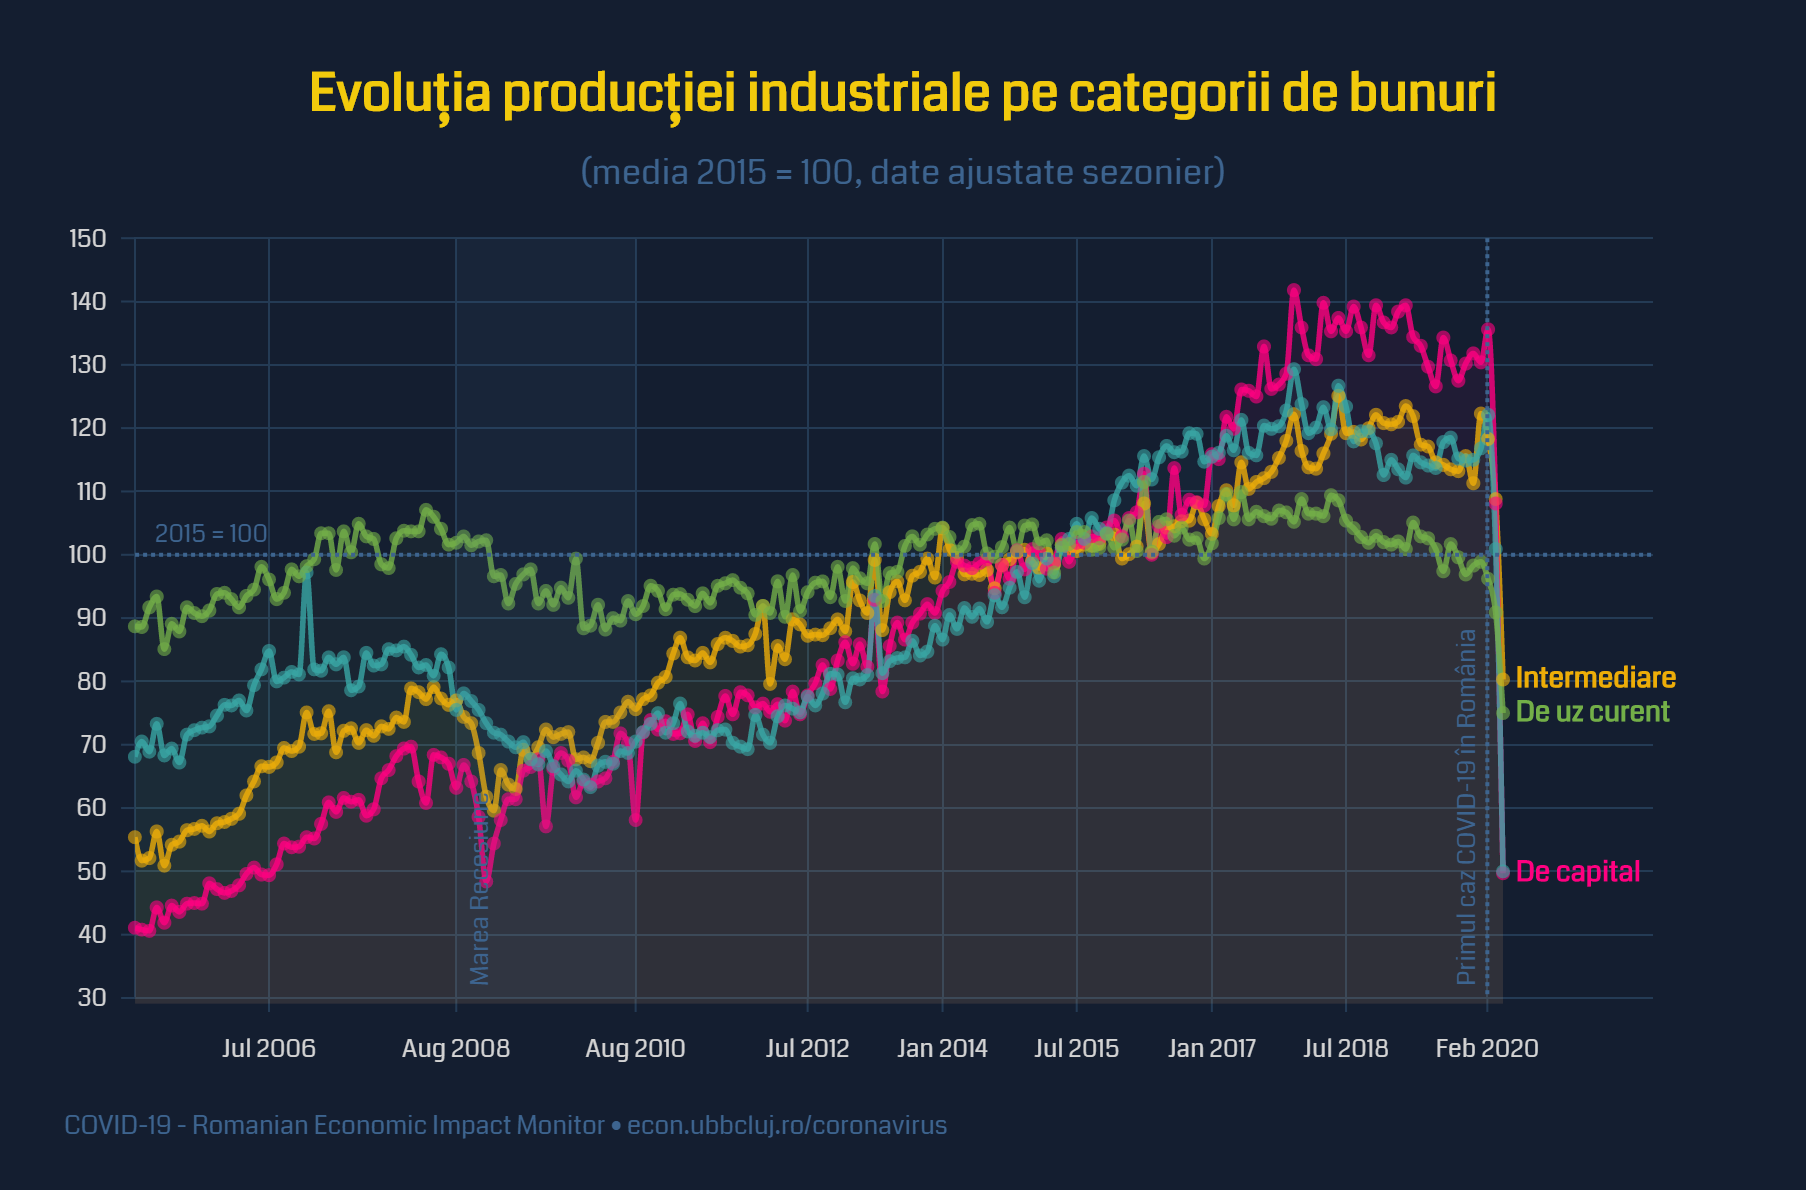 Evoluția producției industriale pe categorii de bunuri
(media 2015 = 100, date ajustate sezonier)
150
140
130
120
110
100
90
80
70
60
50
40
30
2015 = 100
Marea Recesiune
Primul caz COVID-19 în România
Intermediare
De uz curent
De capital
Jul 2006
Aug 2008
Aug 2010
Jul 2012
Jan 2014
Jul 2015
Jan 2017
Jul 2018
Feb 2020
COVID-19 - Romanian Economic Impact Monitor • econ.ubbcluj.ro/coronavirus